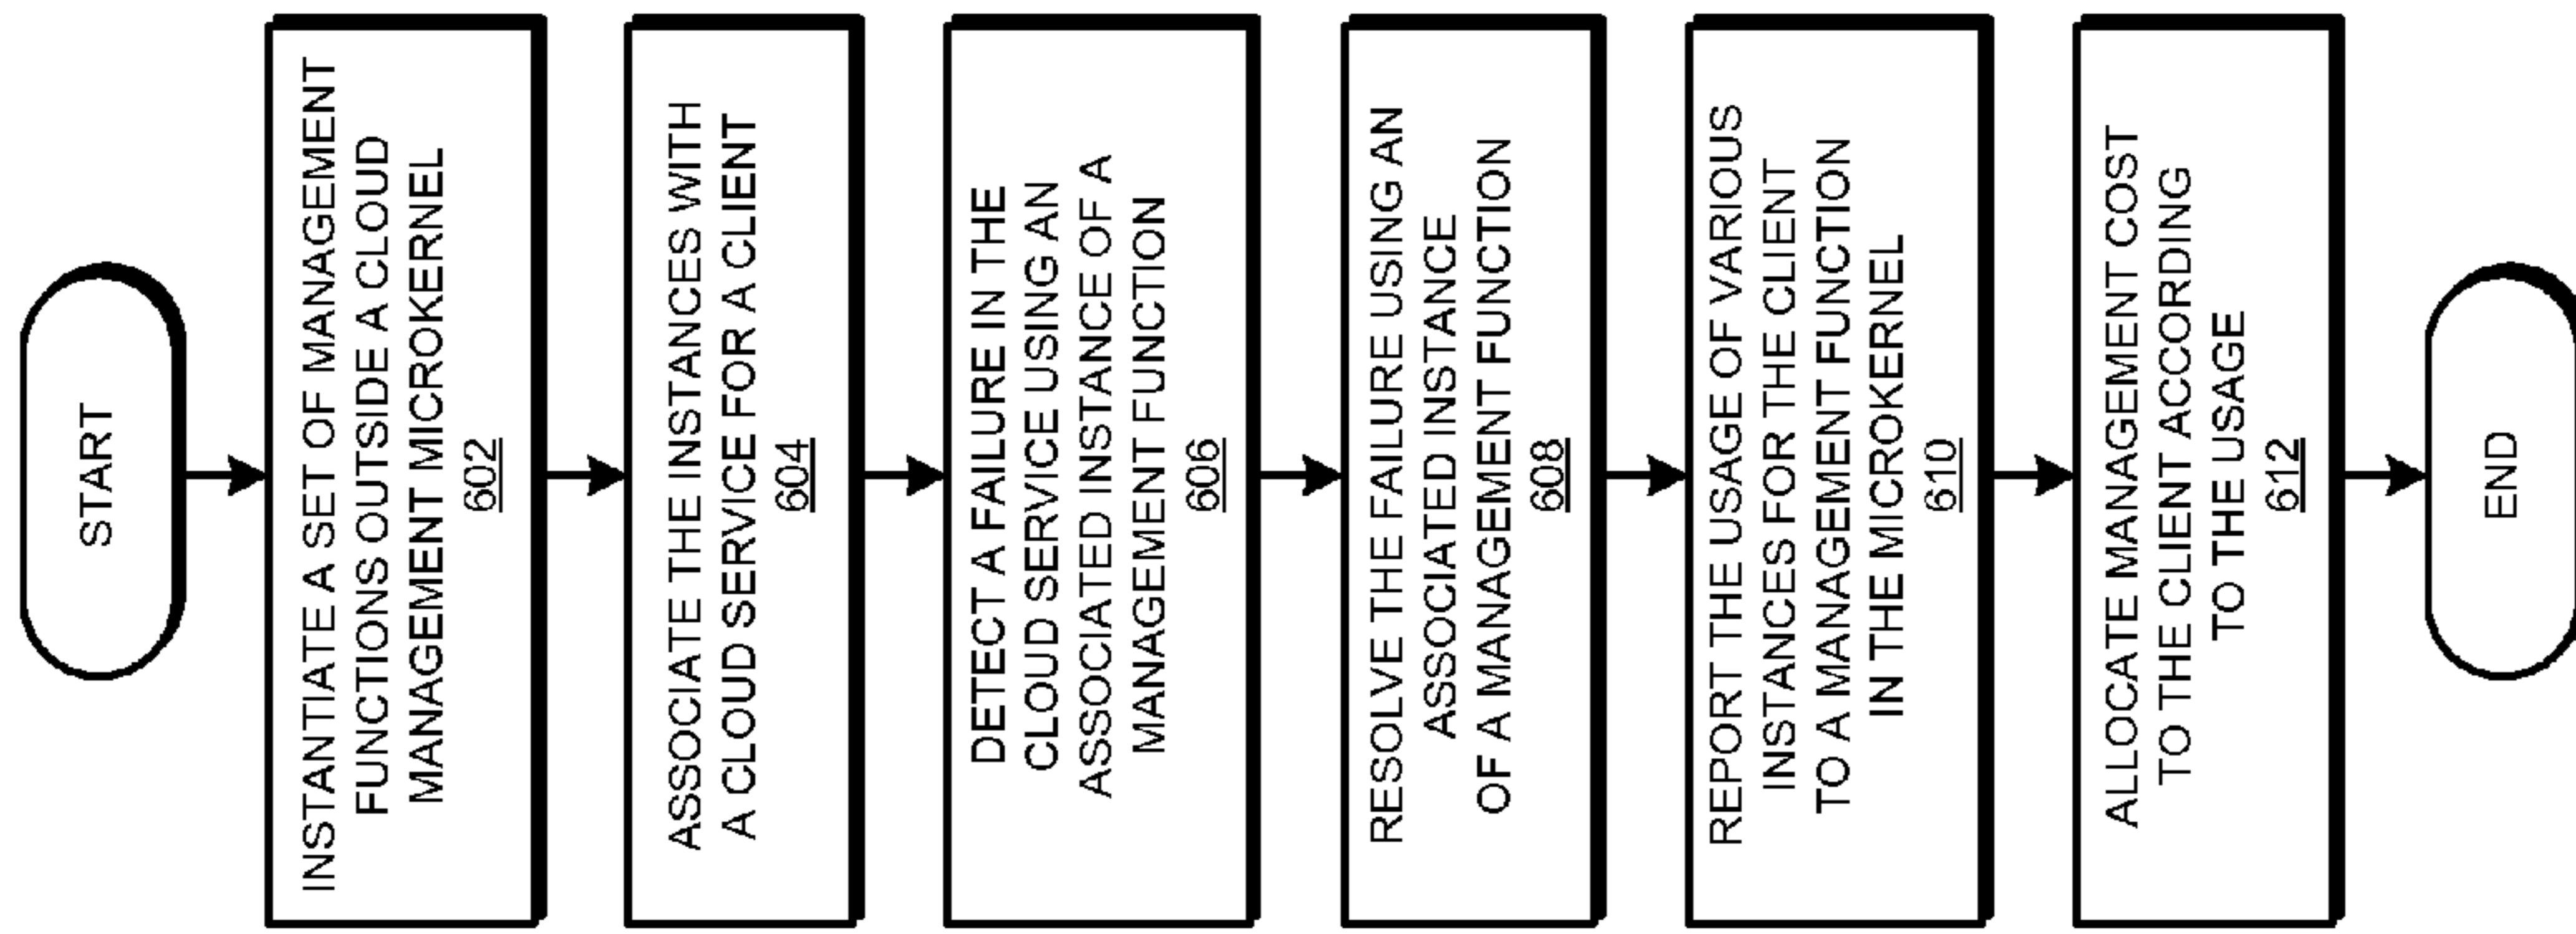 START
INSTANTIATE A SET OF MANAGEMENT
FUNCTIONS OUTSIDE A CLOUD
MANAGEMENT MICROKERNEL
602
ASSOCIATE THE INSTANCES WITH
A CLOUD SERVICE FOR A CLIENT
604
DETECT A FAILURE IN THE
CLOUD SERVICE USING AN
ASSOCIATED INSTANCE OF A
MANAGEMENT FUNCTION
606
RESOLVE THE FAILURE USING AN
ASSOCIATED INSTANCE
OF A MANAGEMENT FUNCTION
608
REPORT THE USAGE OF VARIOUS
INSTANCES FOR THE CLIENT
TO A MANAGEMENT FUNCTION
IN THE MICROKERNEL
610
ALLOCATE MANAGEMENT COST
TO THE CLIENT ACCORDING
TO THE USAGE
612
END